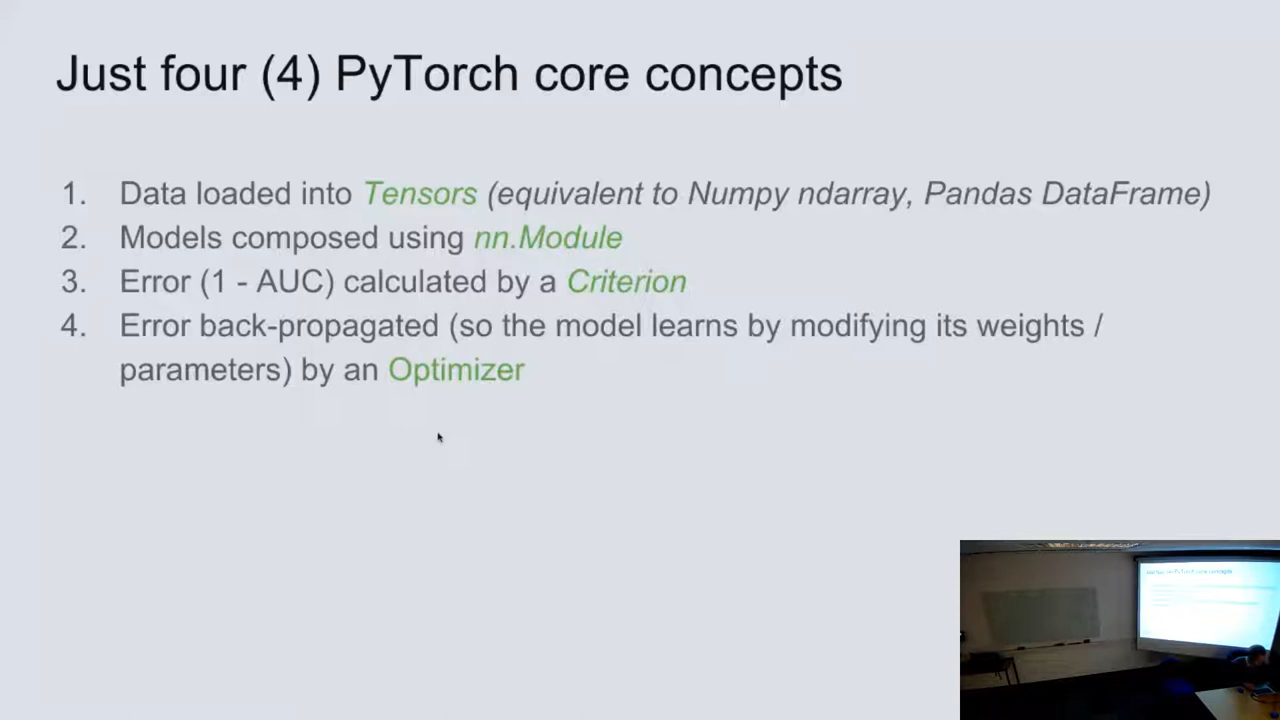 Just four (4) PyTorch core concepts
1. Data loaded into Tensors (equivalent to Numpy ndarray, Pandas DataFrame)
2. Models composed using nn.Module
3. Error (1 - AUC) calculated by a Criterion
4. Error back-propagated (so the model learns by modifying its weights /
parameters) by an Optimizer